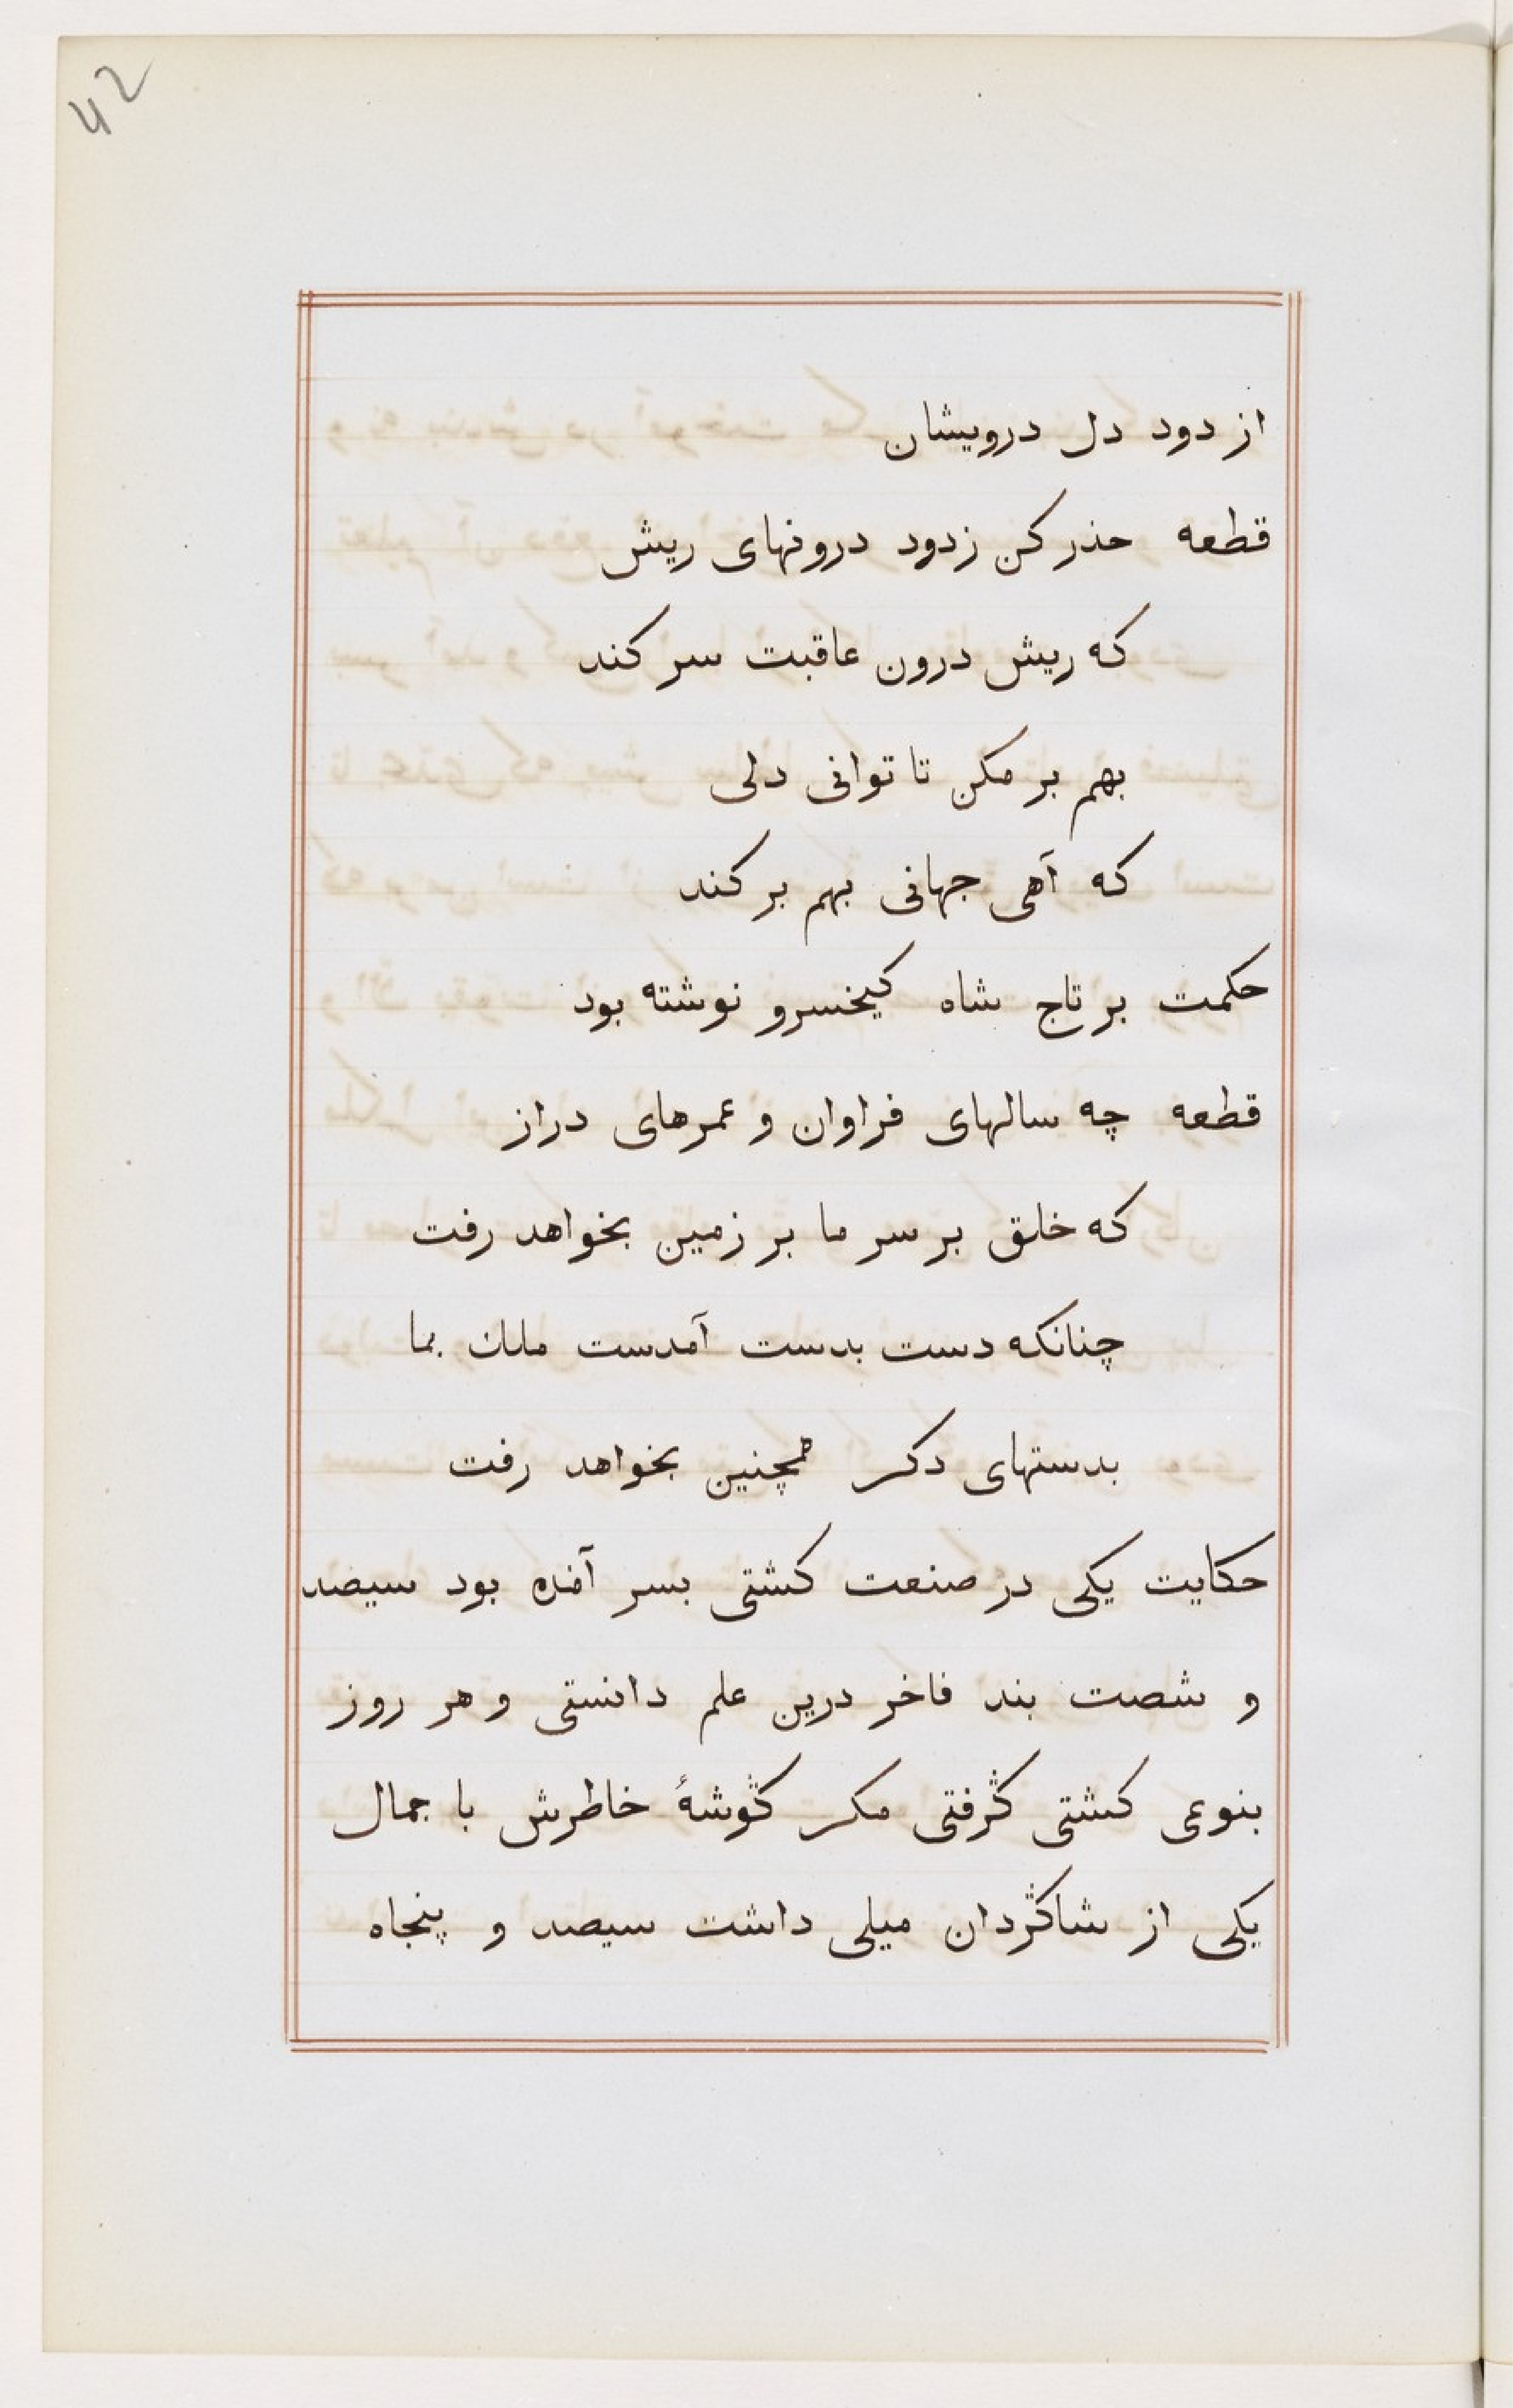 42
از دود دل درویشان
قطعه حذر کن زدود درونهای ریش
که ریش درون عاقبت سر کند
بهم بر مکن تا توانی دلی
که آهی جهانی بهم بر کند
حکمت بر تاج شاه کیخسرو نوشته بود
قطعه چه سالهای فراوان و عمرهای دراز
که خلق بر سر ما بر زمین بخواهد رفت
چنانکه دست بدست آمدست ملك بما
بدستهای دکر همچنین بخواهد رفت
حکایت یکی در صنعت کشتی بسر آمده بود سیصد
و شصت بند فاخر درین علم دانستی و هر روز
بنوعی کشتی گرفتی مکر گوشهٔ خاطرش با جمال
یکی از شاگردان میلی داشت سیصد و پنجاه